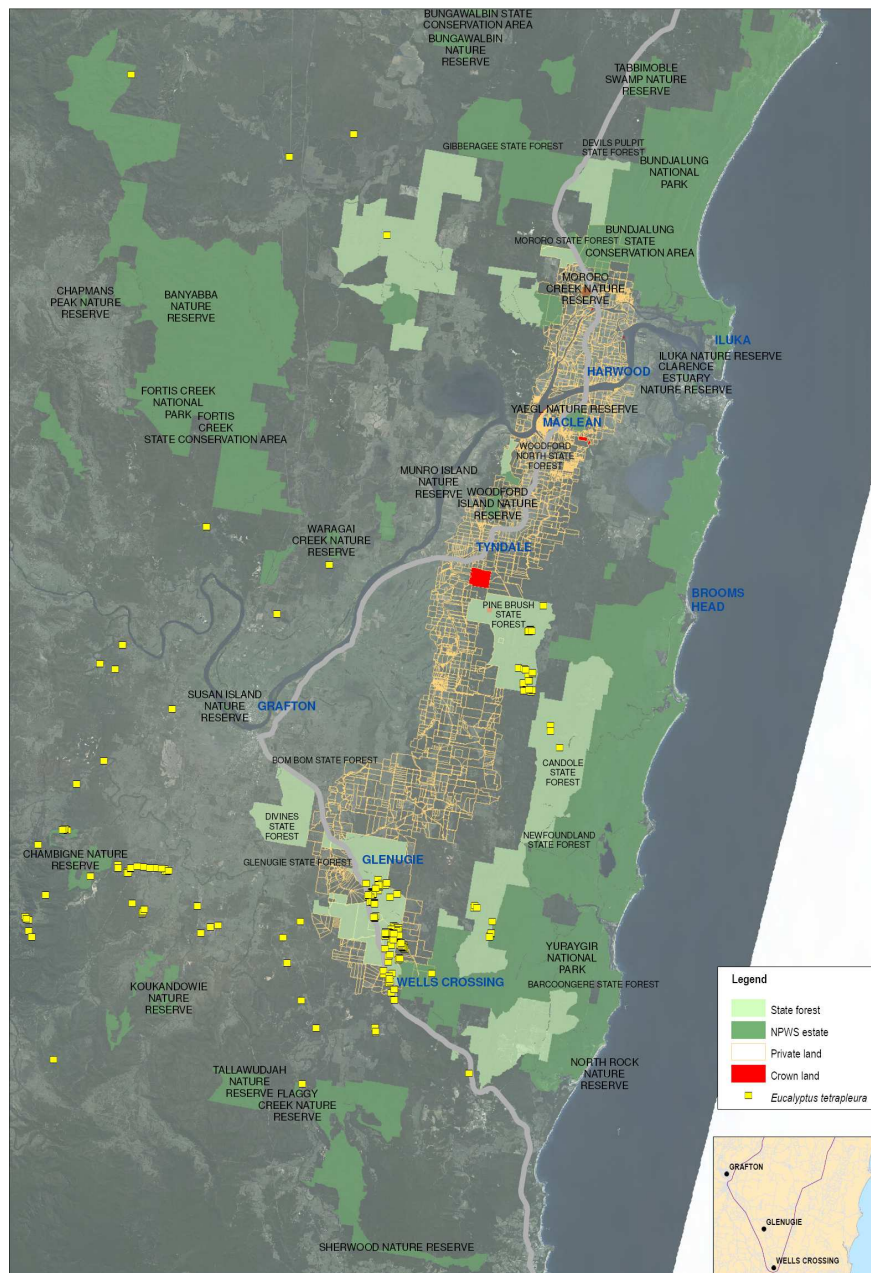 BUNGAWALBIN STATE
CONSERVATION AREA
BUNGAWALBIN
NATURE
RESERVE
TABBIMOBLE
SWAMP NATURE
RESERVE
GIBBERAGEE STATE FOREST
DEVILS PULPIT
STATE FOREST
BUNDJALUNG
NATIONAL
PARK
BUNDJALUNG
STATE
CONSERVATION AREA
MORORO STATE FOREST
MORORO
CREEK NATURE
RESERVE
CHAPMANS
PEAK NATURE
RESERVE
BANYABBA
NATURE
RESERVE
ILUKA
ILUKA NATURE RESERVE
CLARENCE
ESTUARY
NATURE RESERVE
HARWOOD
FORTIS CREEK
NATIONAL
PARK
FORTIS
CREEK
STATE CONSERVATION AREA
YAEGL NATURE RESERVE
MACLEAN
WOODFORD
NORTH STATE
FOREST
MUNRO ISLAND
NATURE
RESERVE
WOODFORD
ISLAND NATURE
RESERVE
WARAGAI
CREEK NATURE
RESERVE
TYNDALE
PINE BRUSH
STATE
FOREST
BROOMS
HEAD
SUSAN ISLAND
NATURE
RESERVE
GRAFTON
BOM BOM STATE FOREST
CANDOLE
STATE
FOREST
DIVINES
STATE
FOREST
NEWFOUNDLAND
STATE FOREST
CHAMBIGNE NATURE
RESERVE
GLENUGIE STATE FOREST
GLENUGIE
YURAYGIR
NATIONAL
PARK
KOUKANDOWIE
NATURE
RESERVE
WELLS CROSSING
BARCOONGERE STATE FOREST
NORTH ROCK
NATURE
RESERVE
TALLAWUDJAH
NATURE
RESERVE
FLAGGY
CREEK NATURE
RESERVE
SHERWOOD NATURE RESERVE
Legend
State forest
NPWS estate
Private land
Crown land
Eucalyptus tetrapleura
GRAFTON
GLENUGIE
WELLS CROSSING